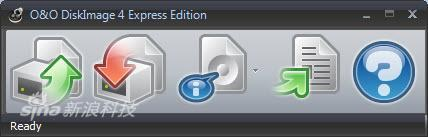 O&O DiskImage 4 Express Edition
sina 新浪科技
Ready